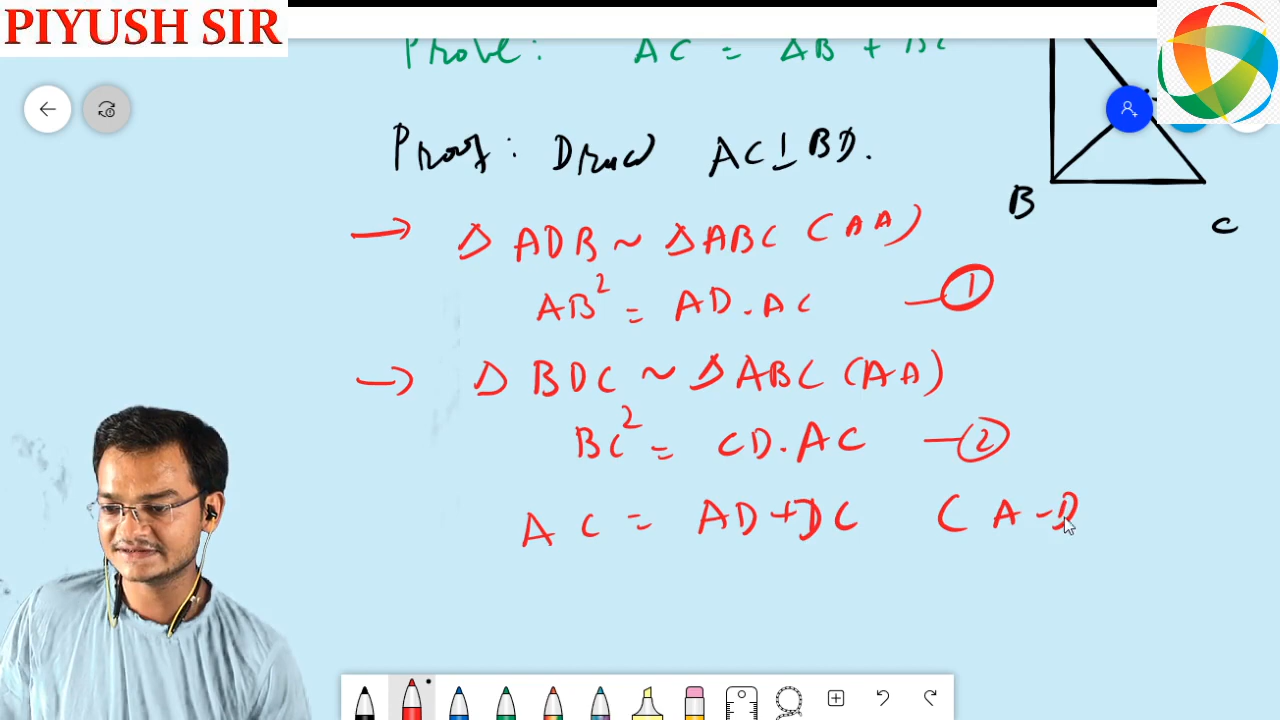 PIYUSH SIR
Prove : AC = AB + BC
Proof : Draw AC ⊥ BD.
B
C
→ Δ ADB ~ Δ ABC (AA)
AB² = AD . AC — ①
→ Δ BDC ~ Δ ABC (AA)
BC² = CD . AC — ②
AC = AD + DC ( A - D